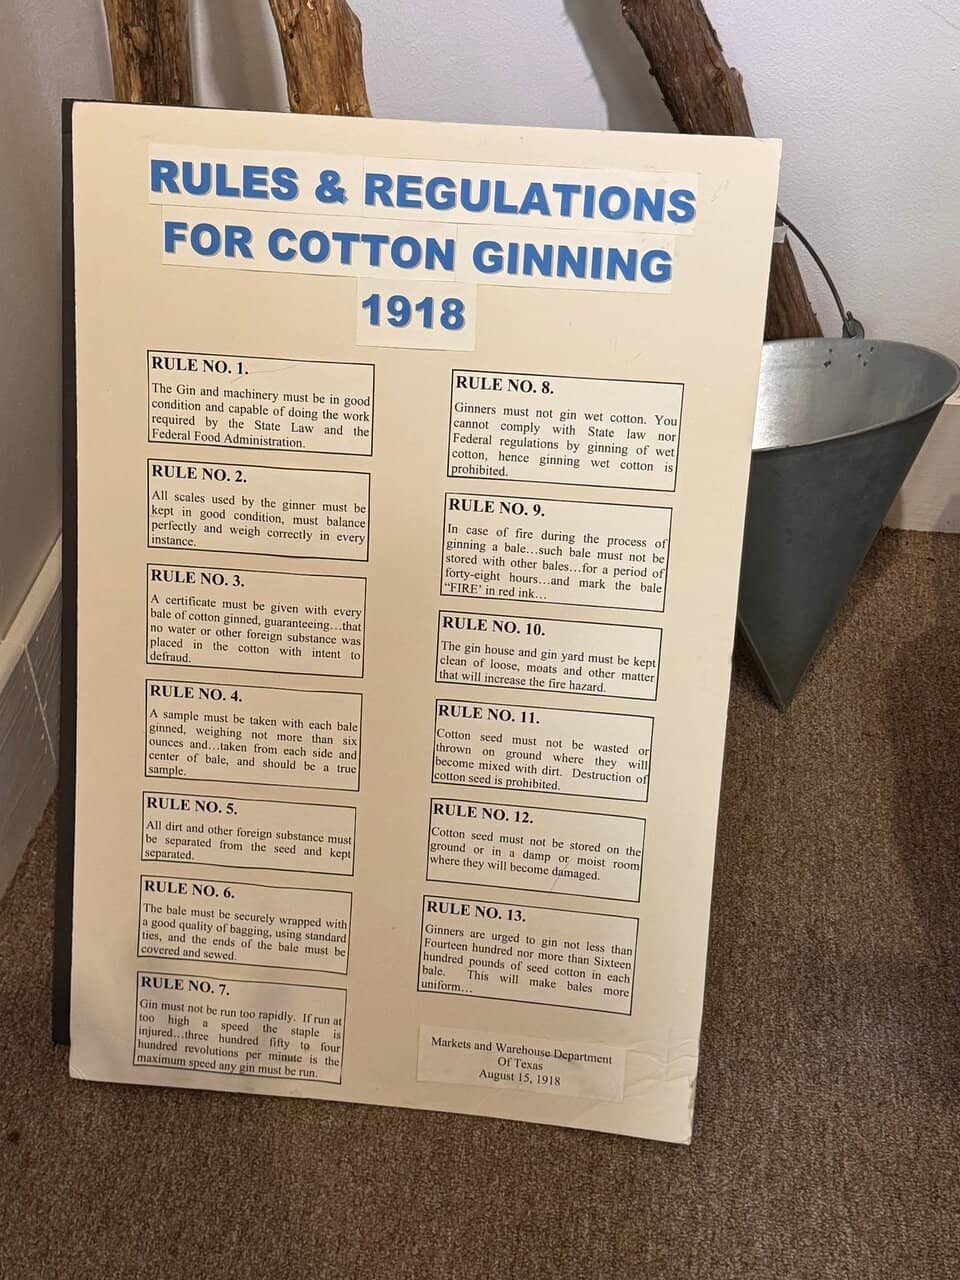 RULES & REGULATIONS
FOR COTTON GINNING
1918
RULE NO. 1.
The Gin and machinery must be in good
condition and capable of doing the work
required by the State Law and the
Federal Food Administration.
RULE NO. 2.
All scales used by the ginner must be
kept in good condition, must balance
perfectly and weigh correctly in every
instance.
RULE NO. 3.
A certificate must be given with every
bale of cotton ginned, guaranteeing...that
no water or other foreign substance was
placed in the cotton with intent to
defraud.
RULE NO. 4.
A sample must be taken with each bale
ginned, weighing not more than six
ounces and...taken from each side and
center of bale, and should be a true
sample.
RULE NO. 5.
All dirt and other foreign substance must
be separated from the seed and kept
separated.
RULE NO. 6.
The bale must be securely wrapped with
a good quality of bagging, using standard
ties, and the ends of the bale must be
covered and sewed.
RULE NO. 7.
Gin must not be run too rapidly. If run at
too high a speed the staple is
injured...three hundred fifty to four
hundred revolutions per minute is the
maximum speed any gin must be run.
RULE NO. 8.
Ginners must not gin wet cotton. You
cannot comply with State law nor
Federal regulations by ginning of wet
cotton, hence ginning wet cotton is
prohibited.
RULE NO. 9.
In case of fire during the process of
ginning a bale...such bale must not be
stored with other bales...for a period of
forty-eight hours...and mark the bale
“FIRE’ in red ink...
RULE NO. 10.
The gin house and gin yard must be kept
clean of loose, moats and other matter
that will increase the fire hazard.
RULE NO. 11.
Cotton seed must not be wasted or
thrown on ground where they will
become mixed with dirt. Destruction of
cotton seed is prohibited.
RULE NO. 12.
Cotton seed must not be stored on the
ground or in a damp or moist room
where they will become damaged.
RULE NO. 13.
Ginners are urged to gin not less than
Fourteen hundred nor more than Sixteen
hundred pounds of seed cotton in each
bale. This will make bales more
uniform...
Markets and Warehouse Department
Of Texas
August 15, 1918